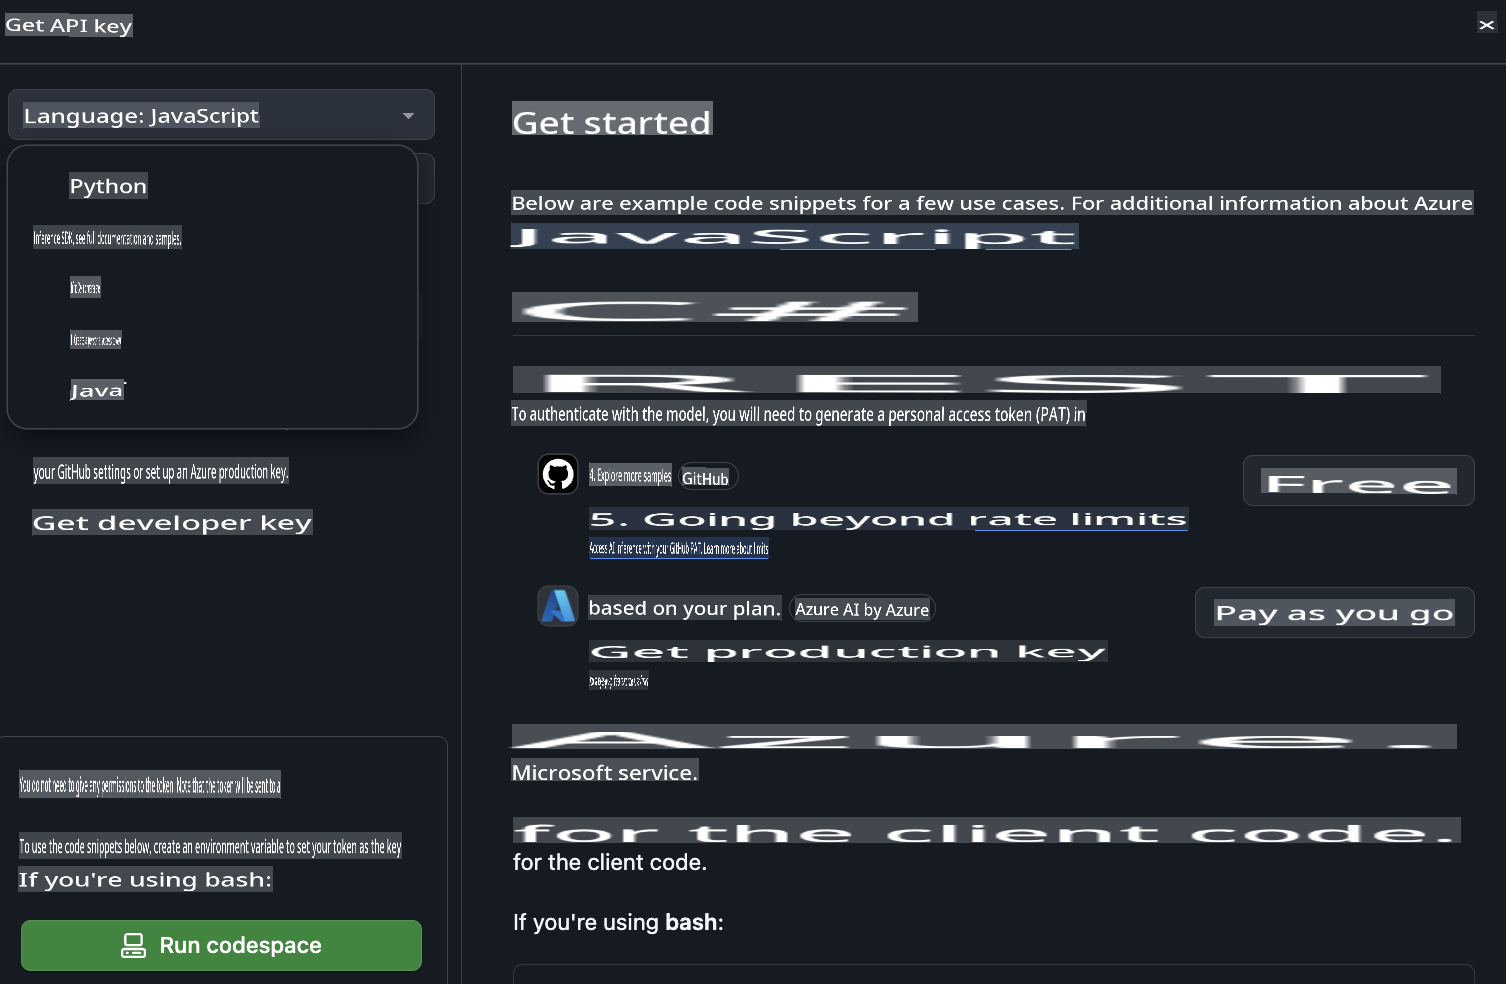 Get API key
Language: JavaScript
Python
Inference SDK, see full documentation and samples.
1. Create a personal access token
Java
your GitHub settings or set up an Azure production key.
Get developer key
You do not need to give any permissions to the token. Note that the token will be sent to a
To use the code snippets below, create an environment variable to set your token as the key
If you're using bash:
Run codespace
Get started
Below are example code snippets for a few use cases. For additional information about Azure
JavaScript
C#
REST
To authenticate with the model, you will need to generate a personal access token (PAT) in
4. Explore more samples GitHub
Free
5. Going beyond rate limits
Access AI inference with your GitHub PAT. Learn more about limits
based on your plan. Azure AI by Azure
Pay as you go
Get production key
Azure.
Microsoft service.
for the client code.
for the client code.
If you're using bash: